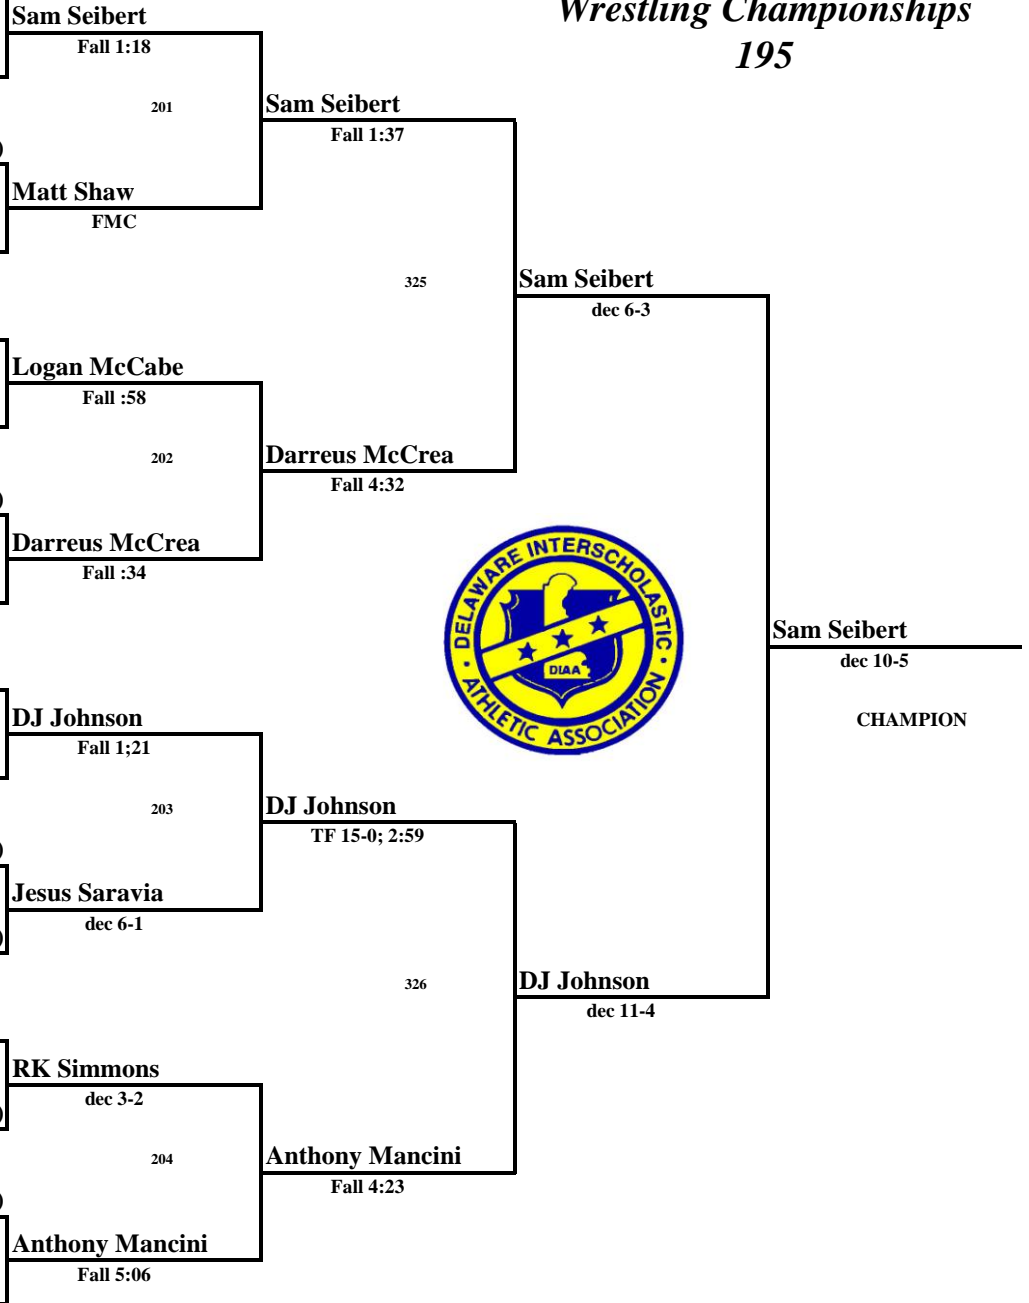 Wrestling Championships
195
Sam Seibert
Fall 1:18
201
Sam Seibert
Fall 1:37
Matt Shaw
FMC
325
Sam Seibert
dec 6-3
Logan McCabe
Fall :58
202
Darreus McCrea
Fall 4:32
Darreus McCrea
Fall :34
DELAWARE INTERSCHOLASTIC
DIAA
ATHLETIC ASSOCIATION
Sam Seibert
dec 10-5
CHAMPION
DJ Johnson
Fall 1;21
203
DJ Johnson
TF 15-0; 2:59
Jesus Saravia
dec 6-1
326
DJ Johnson
dec 11-4
RK Simmons
dec 3-2
204
Anthony Mancini
Fall 4:23
Anthony Mancini
Fall 5:06